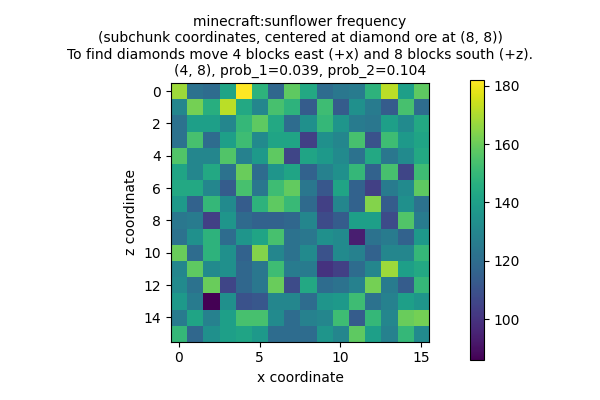 minecraft:sunflower frequency
(subchunk coordinates, centered at diamond ore at (8, 8))
To find diamonds move 4 blocks east (+x) and 8 blocks south (+z).
(4, 8), prob_1=0.039, prob_2=0.104
0
2
4
6
8
10
12
14
z coordinate
0
5
10
15
x coordinate
180
160
140
120
100